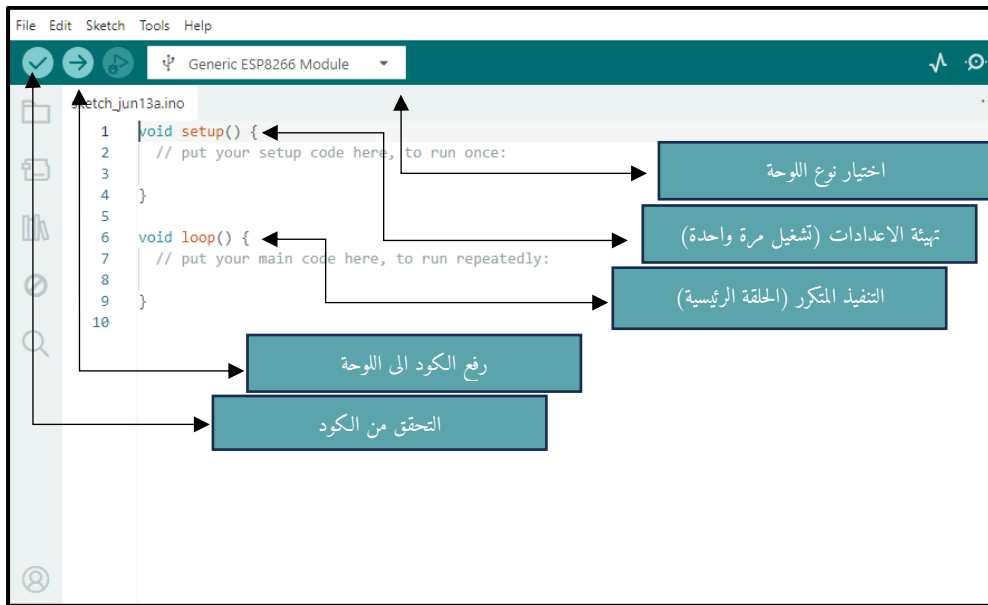 File Edit Sketch Tools Help
Generic ESP8266 Module
sketch_jun13a.ino
1 void setup() {
2 // put your setup code here, to run once:
3
4 }
5
6 void loop() {
7 // put your main code here, to run repeatedly:
8
9 }
10
اختيار نوع اللوحة
تهيئة الاعدادات (تشغيل مرة واحدة)
التنفيذ المتكرر (الحلقة الرئيسية)
رفع الكود الى اللوحة
التحقق من الكود